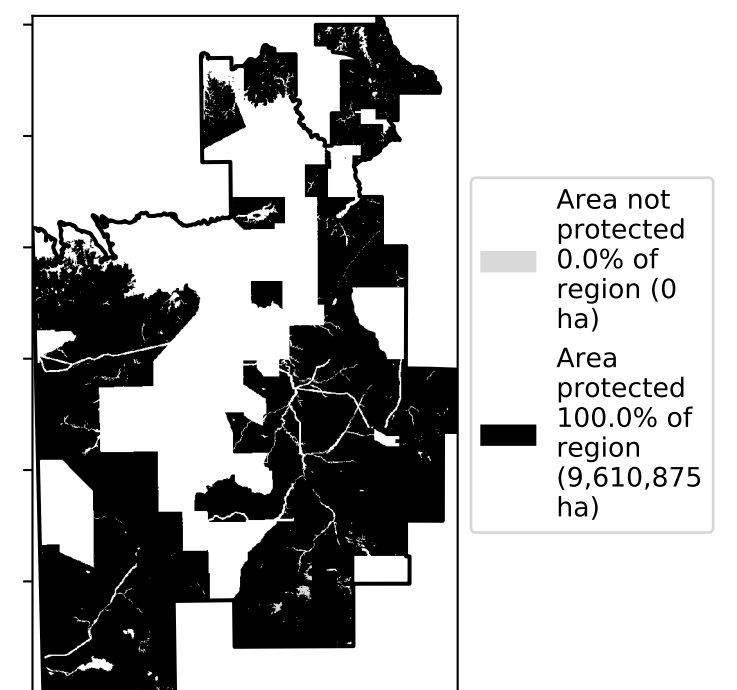 Area not
protected
0.0% of
region (0
ha)
Area
protected
100.0% of
region
(9,610,875
ha)